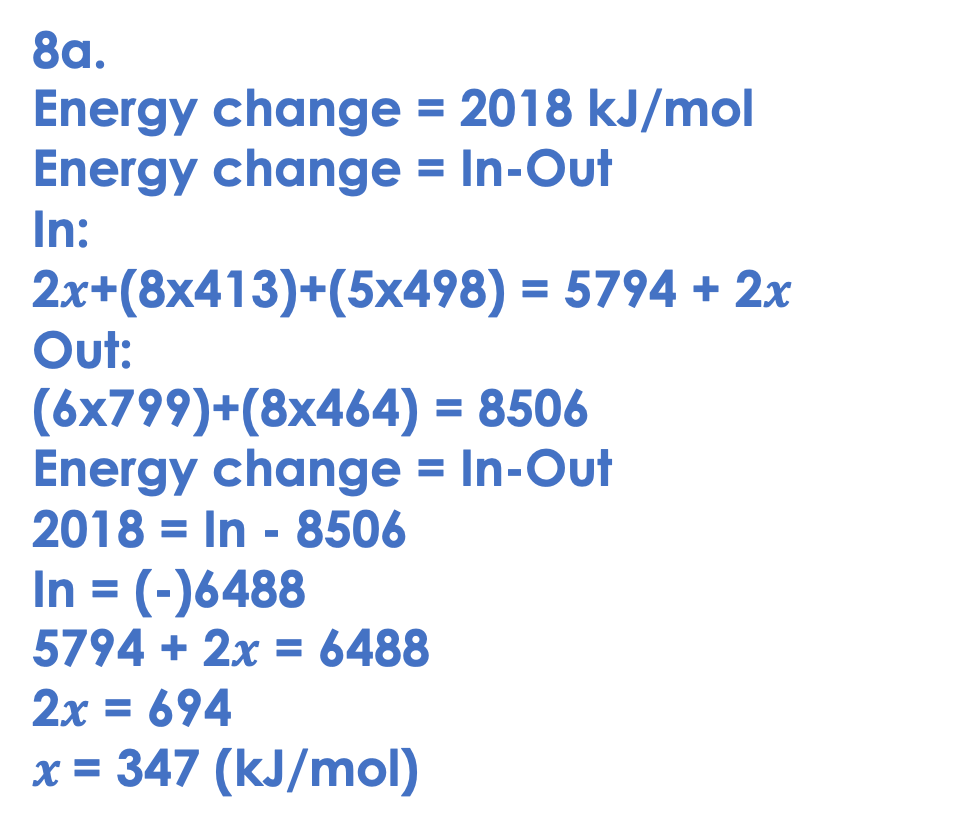 8a.
Energy change = 2018 kJ/mol
Energy change = In-Out
In:
2𝑥+(8x413)+(5x498) = 5794 + 2𝑥
Out:
(6x799)+(8x464) = 8506
Energy change = In-Out
2018 = In - 8506
In = (-)6488
5794 + 2𝑥 = 6488
2𝑥 = 694
𝑥 = 347 (kJ/mol)